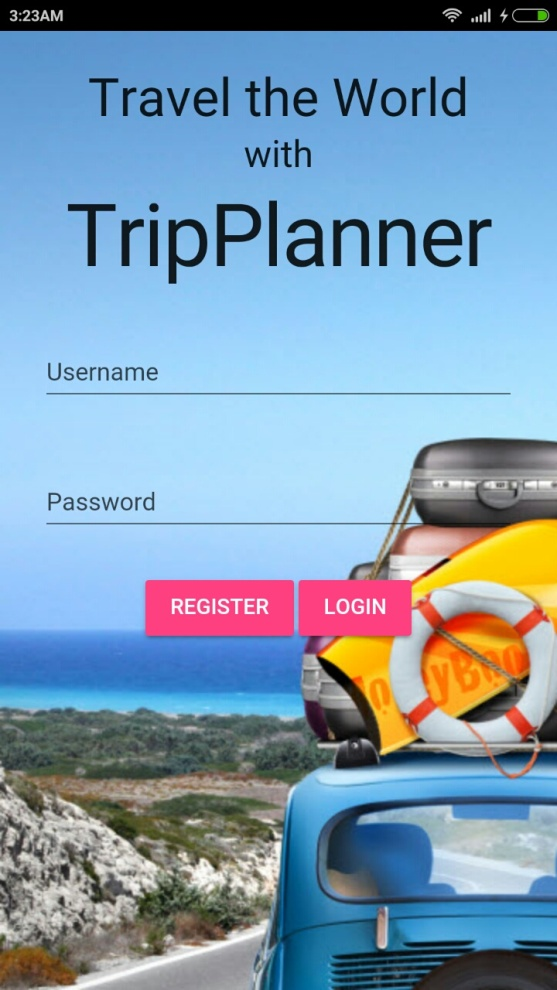 3:23AM
Travel the World
with
TripPlanner
Username
Password
REGISTER LOGIN